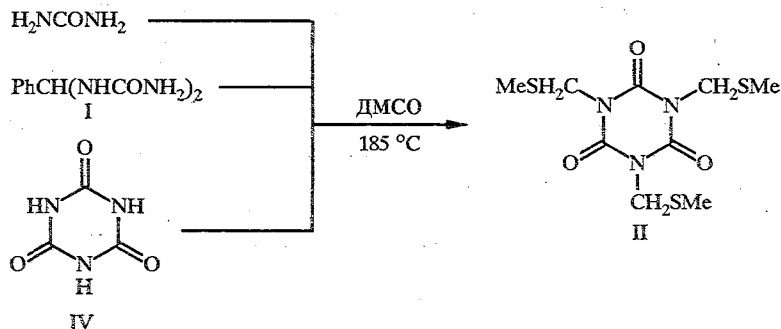 H₂NCONH₂
PhCH(NHCONH₂)₂
I
O
HN
NH
O
N
H
O
IV
ДМСО
185 °C
O
MeSH₂C
N
N
CH₂SMe
O
N
O
CH₂SMe
II